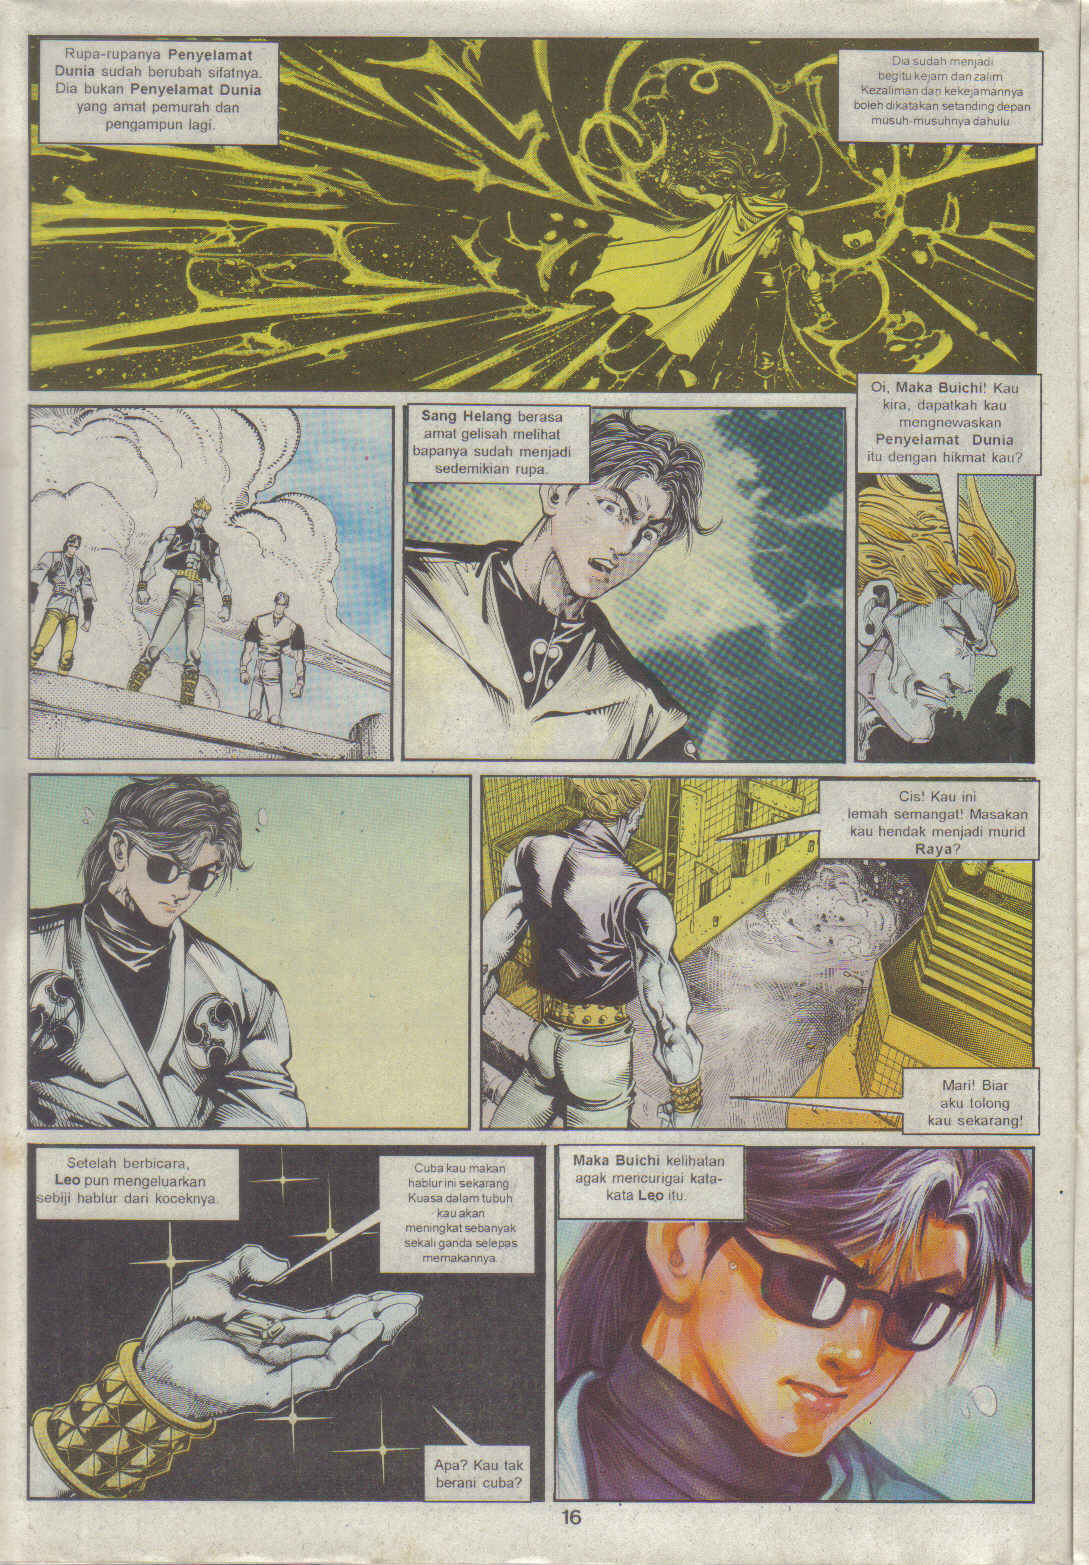 Rupa-rupanya Penyelamat
Dunia sudah berubah sifatnya.
Dia bukan Penyelamat Dunia
yang amat pemurah dan
pengampun lagi.
Dia sudah menjadi
begitu kejam dan zalim
Kezaliman dan kekejamannya
boleh dikatakan setanding depan
musuh-musuhnya dahulu
Sang Helang berasa
amat gelisah melihat
bapanya sudah menjadi
sedemikian rupa.
Oi, Maka Buichi! Kau
kira, dapatkah kau
mengnewaskan
Penyelamat Dunia
itu dengan hikmat kau?
Cis! Kau ini
lemah semangat! Masakan
kau hendak menjadi murid
Raya?
Mari! Biar
aku tolong
kau sekarang!
Setelah berbicara,
Leo pun mengeluarkan
sebiji hablur dari koceknya.
Cuba kau makan
hablur ini sekarang
Kuasa dalam tubuh
kau akan
meningkat sebanyak
sekali ganda selepas
memakannya.
Apa? Kau tak
berani cuba?
Maka Buichi kelihatan
agak mencurigai kata-
kata Leo itu.
16